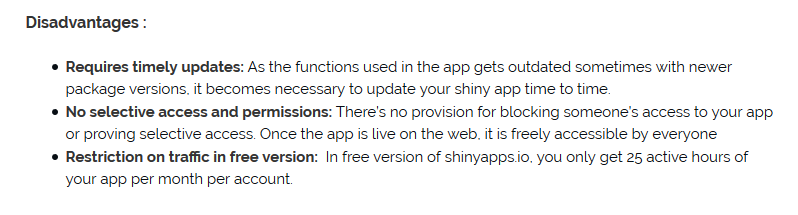 Disadvantages :
• Requires timely updates: As the functions used in the app gets outdated sometimes with newer
package versions, it becomes necessary to update your shiny app time to time.
• No selective access and permissions: There's no provision for blocking someone's access to your app
or proving selective access. Once the app is live on the web, it is freely accessible by everyone
• Restriction on traffic in free version: In free version of shinyapps.io, you only get 25 active hours of
your app per month per account.